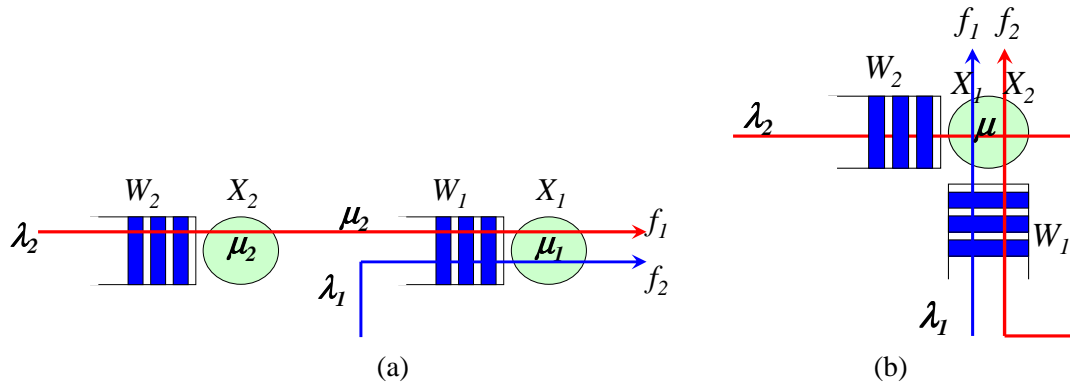 W₂ X₂ W₁ X₁
λ₂ μ₂ μ₂ μ₁ f₁
λ₁ f₂
(a)
f₁ f₂
W₂ X₁ X₂
λ₂ μ
W₁
λ₁
(b)